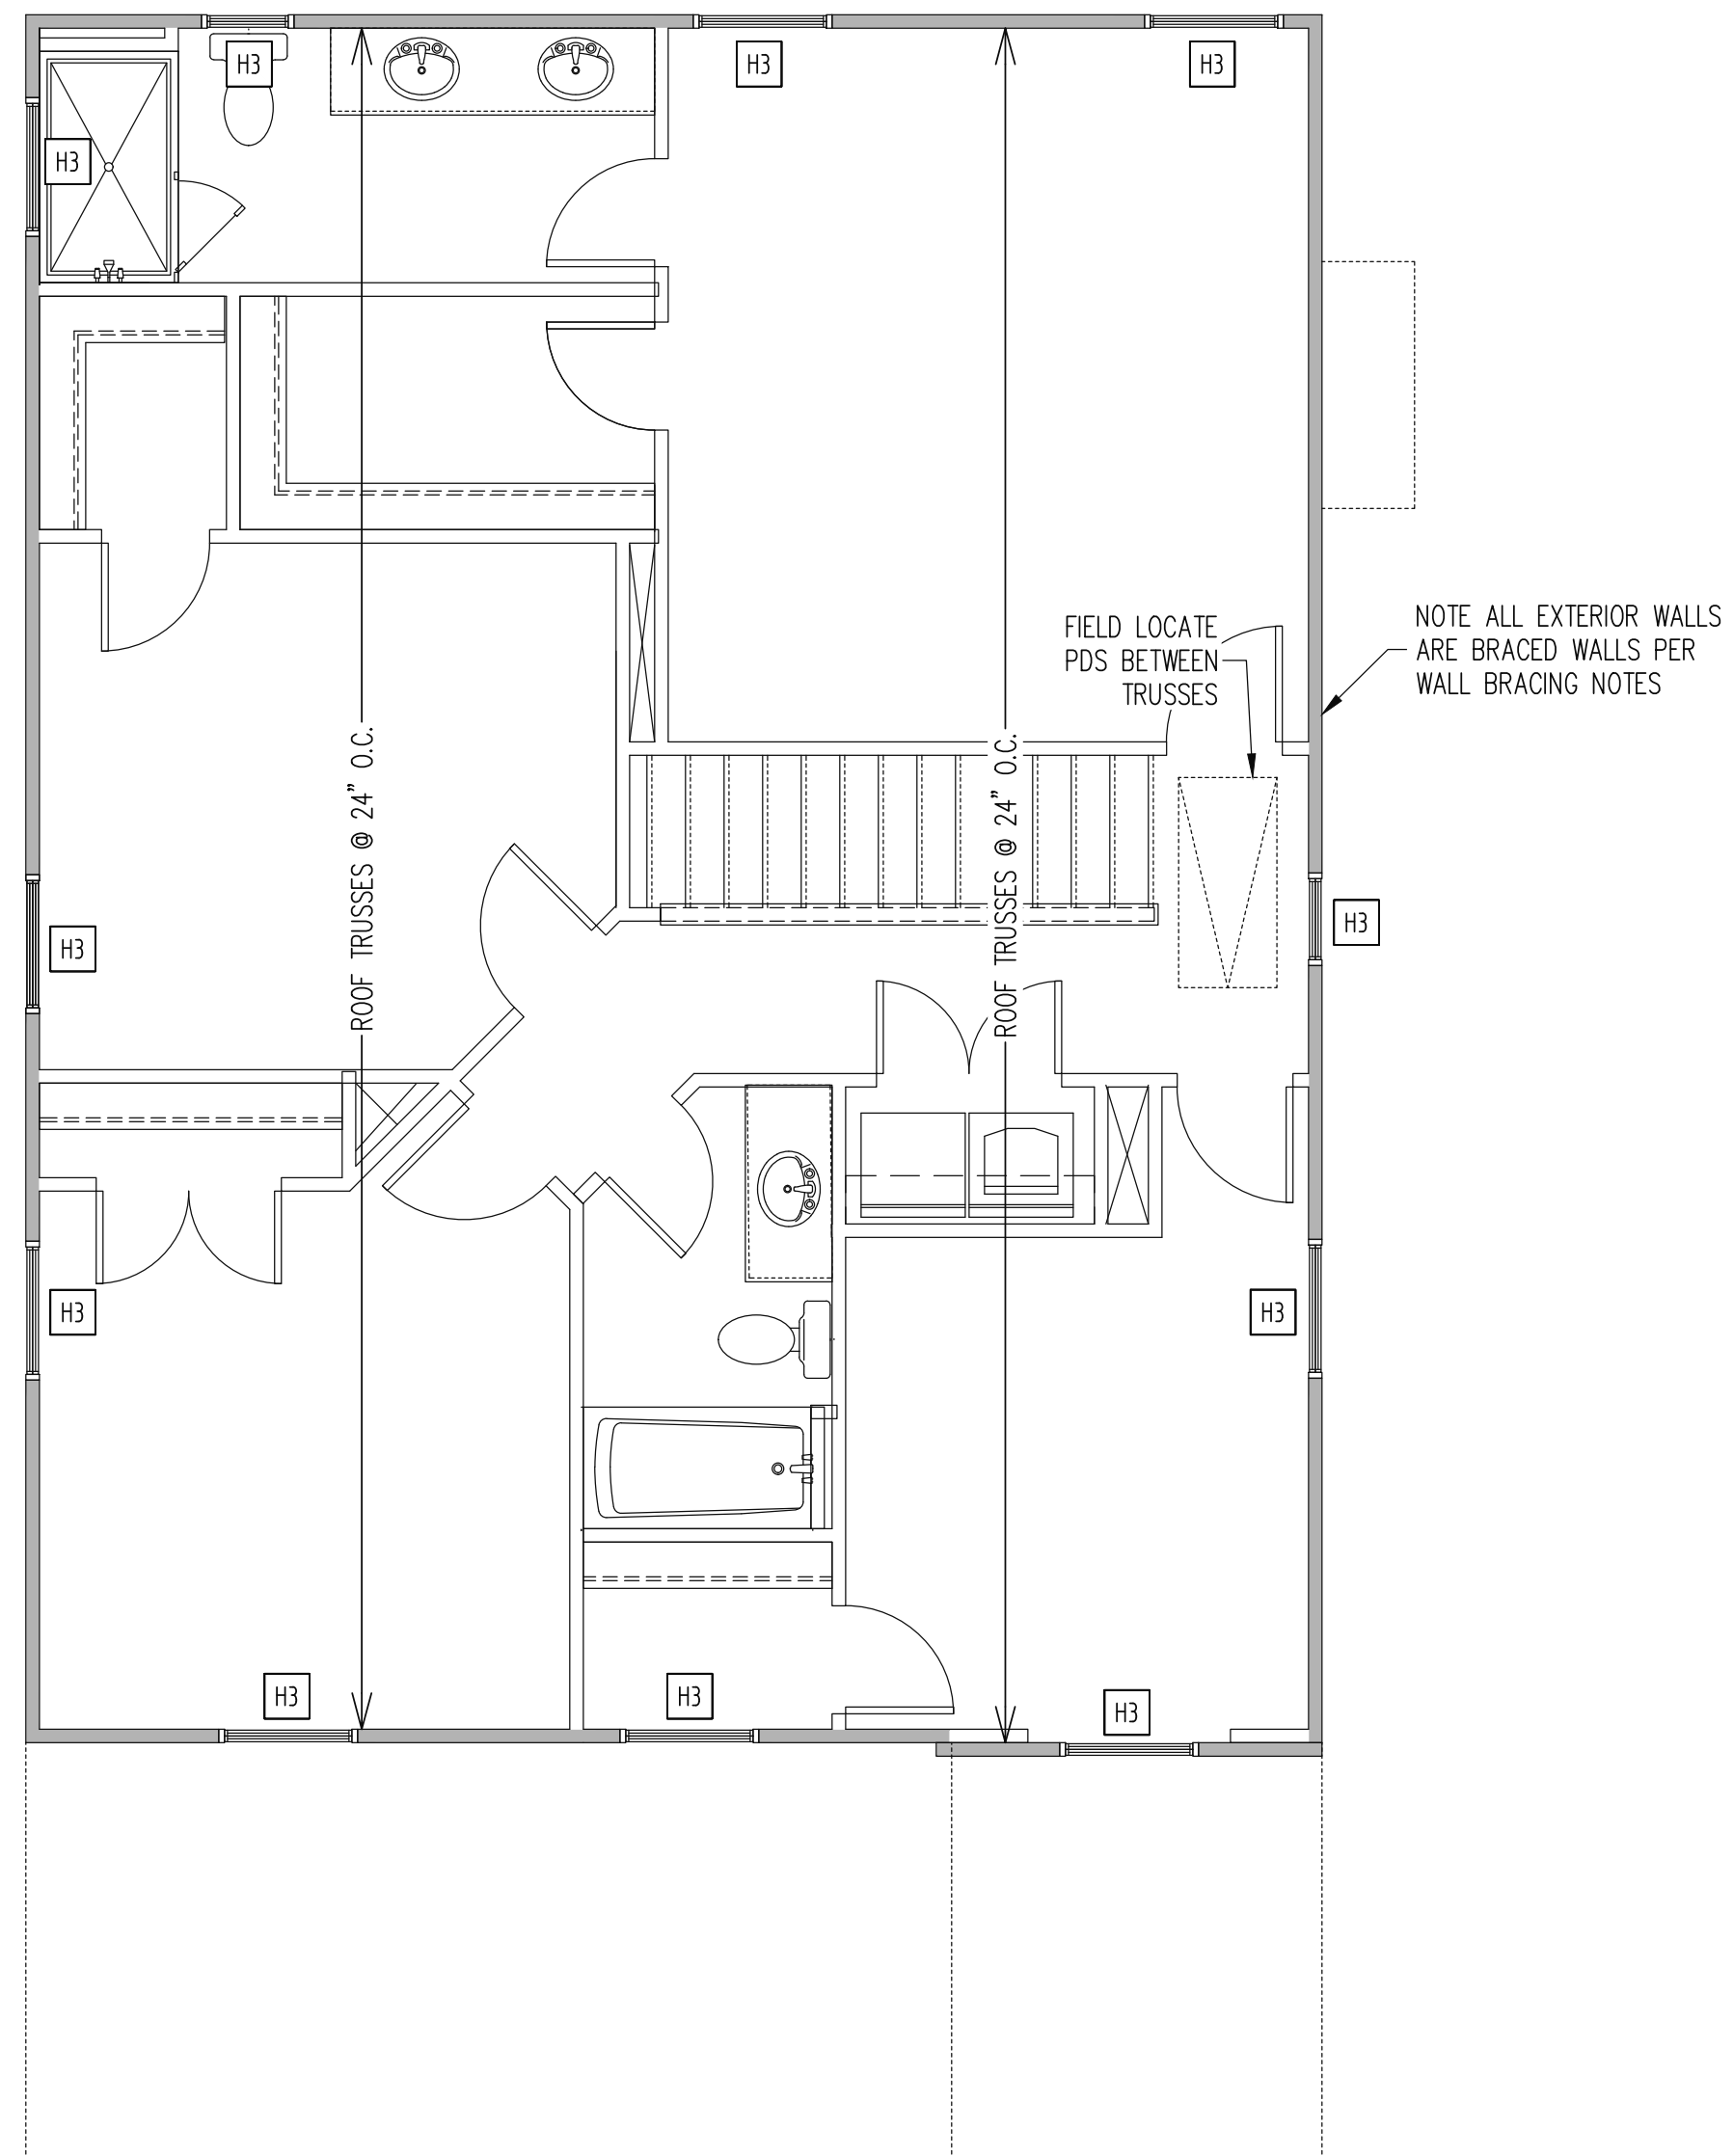 H3
H3
H3
H3
FIELD LOCATE
PDS BETWEEN
TRUSSES
NOTE ALL EXTERIOR WALLS
ARE BRACED WALLS PER
WALL BRACING NOTES
ROOF TRUSSES @ 24" O.C.
ROOF TRUSSES @ 24" O.C.
H3
H3
H3
H3
H3
H3
H3